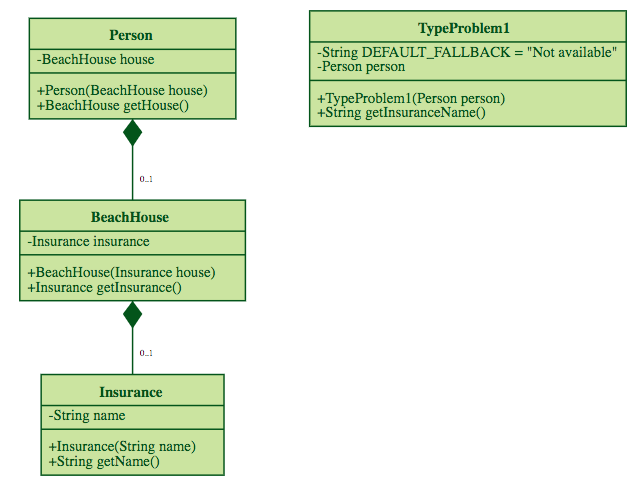 Person
-BeachHouse house
+Person(BeachHouse house)
+BeachHouse getHouse()
0..1
BeachHouse
-Insurance insurance
+BeachHouse(Insurance house)
+Insurance getInsurance()
0..1
Insurance
-String name
+Insurance(String name)
+String getName()
TypeProblem1
-String DEFAULT_FALLBACK = "Not available"
-Person person
+TypeProblem1(Person person)
+String getInsuranceName()